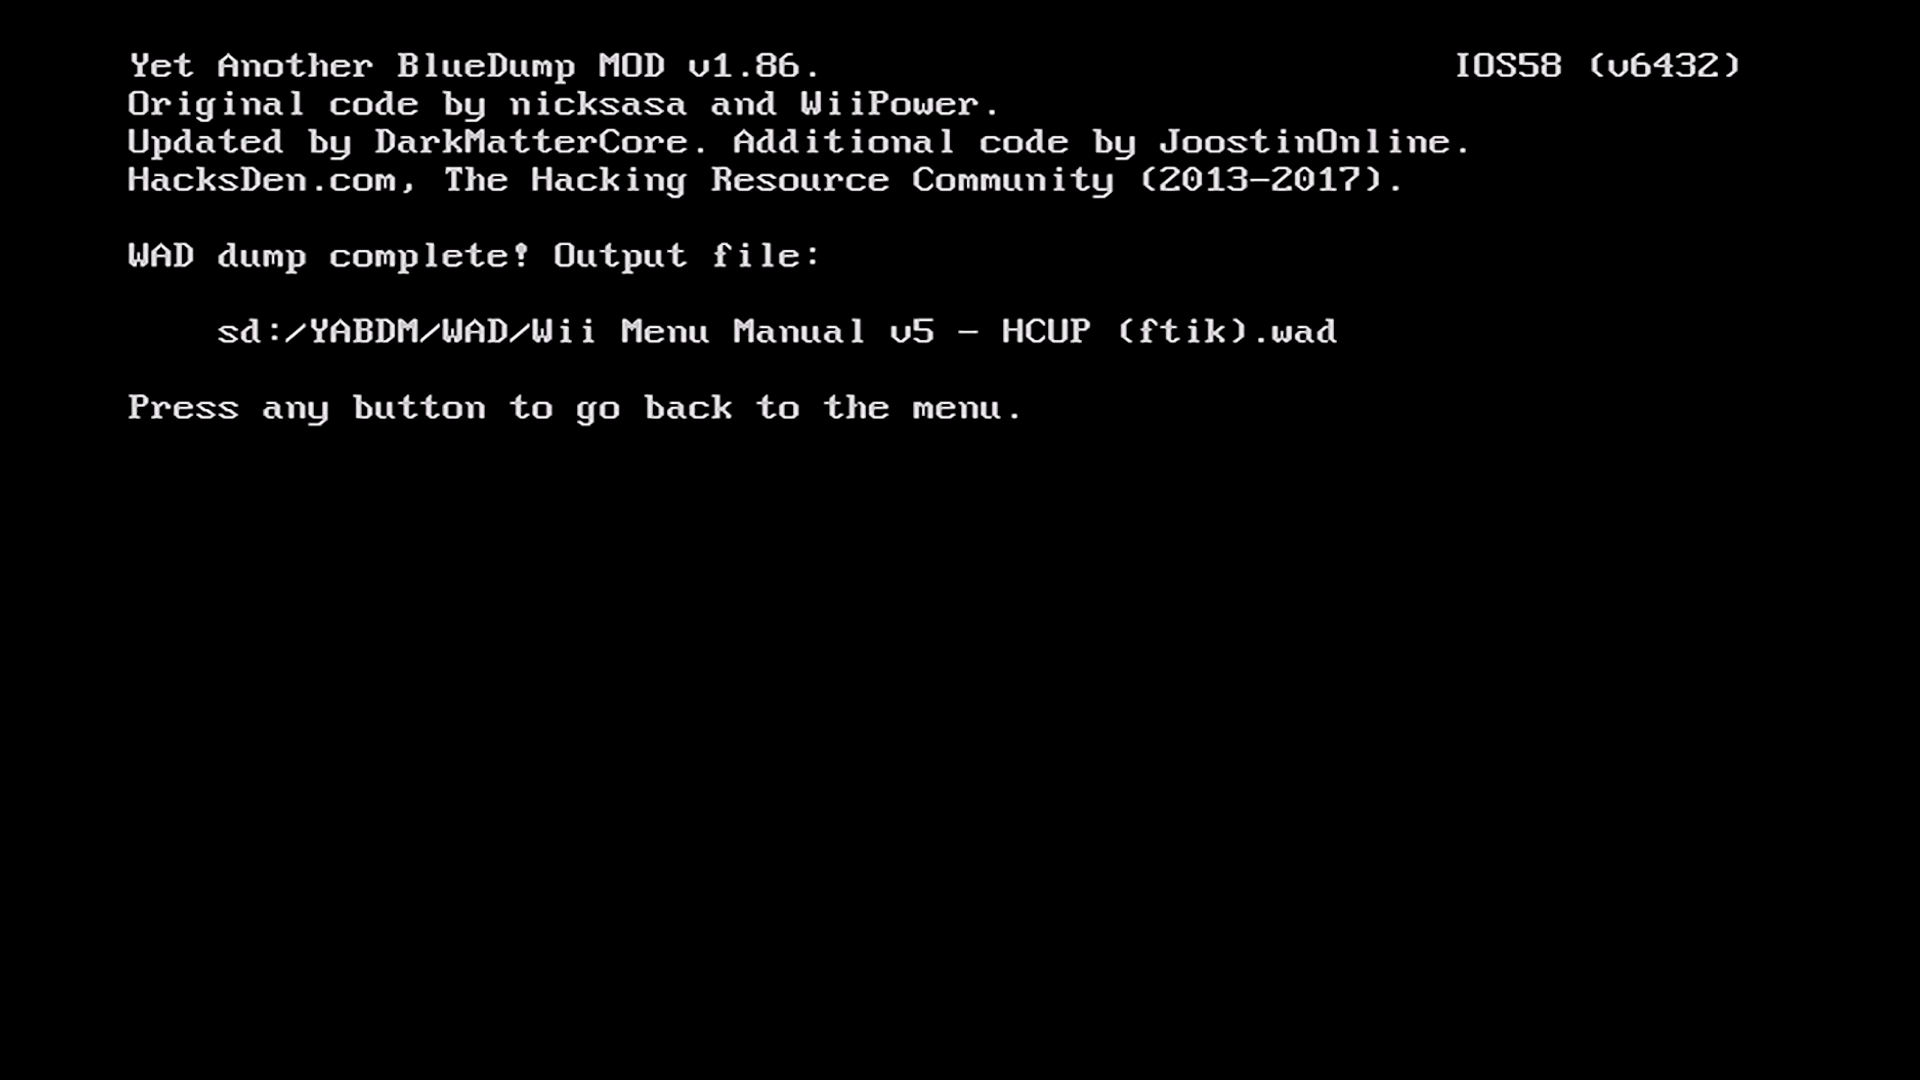 Yet Another BlueDump MOD v1.86. IOS58 (v6432)
Original code by nicksasa and WiiPower.
Updated by DarkMatterCore. Additional code by JoostinOnline.
HacksDen.com, The Hacking Resource Community (2013-2017).
WAD dump complete! Output file:
sd:/YABDM/WAD/Wii Menu Manual v5 - HCUP (ftik).wad
Press any button to go back to the menu.